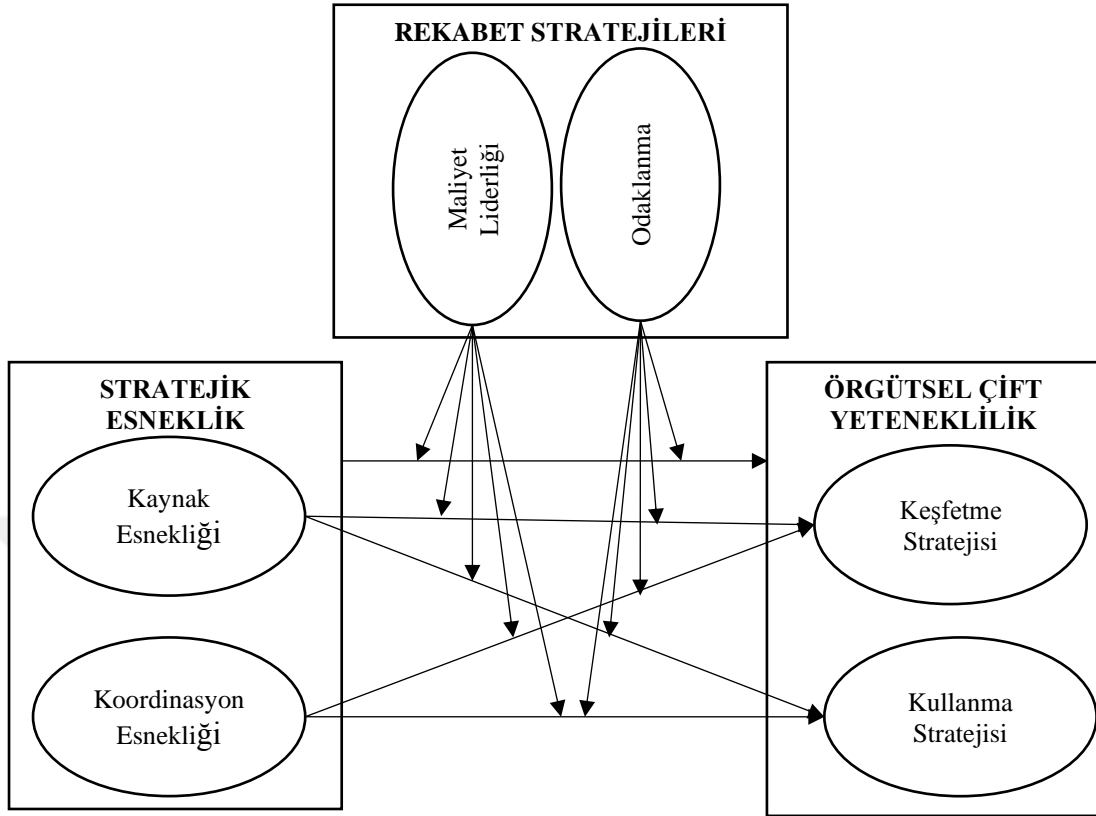 REKABET STRATEJİLERİ
Maliyet
Liderliği
Odaklanma
STRATEJİK
ESNEKLİK
Kaynak
Esnekliği
Koordinasyon
Esnekliği
ÖRGÜTSEL ÇİFT
YETENEKLİLİK
Keşfetme
Stratejisi
Kullanma
Stratejisi